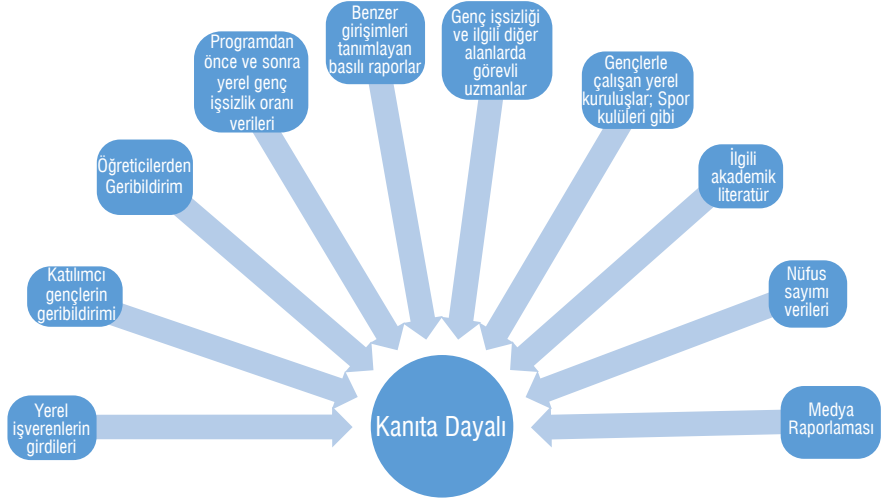 Yerel
işverenlerin
girdileri
Katılımcı
gençlerin
geribildirimi
Öğreticilerden
Geribildirim
Programdan
önce ve sonra
yerel genç
işsizlik oranı
verileri
Benzer
girişimleri
tanımlayan
basılı raporlar
Genç işsizliği
ve ilgili diğer
alanlarda
görevli
uzmanlar
Gençlerle
çalışan yerel
kuruluşlar; Spor
kulüleri gibi
İlgili
akademik
literatür
Nüfus
sayımı
verileri
Medya
Raporlaması
Kanıta Dayalı